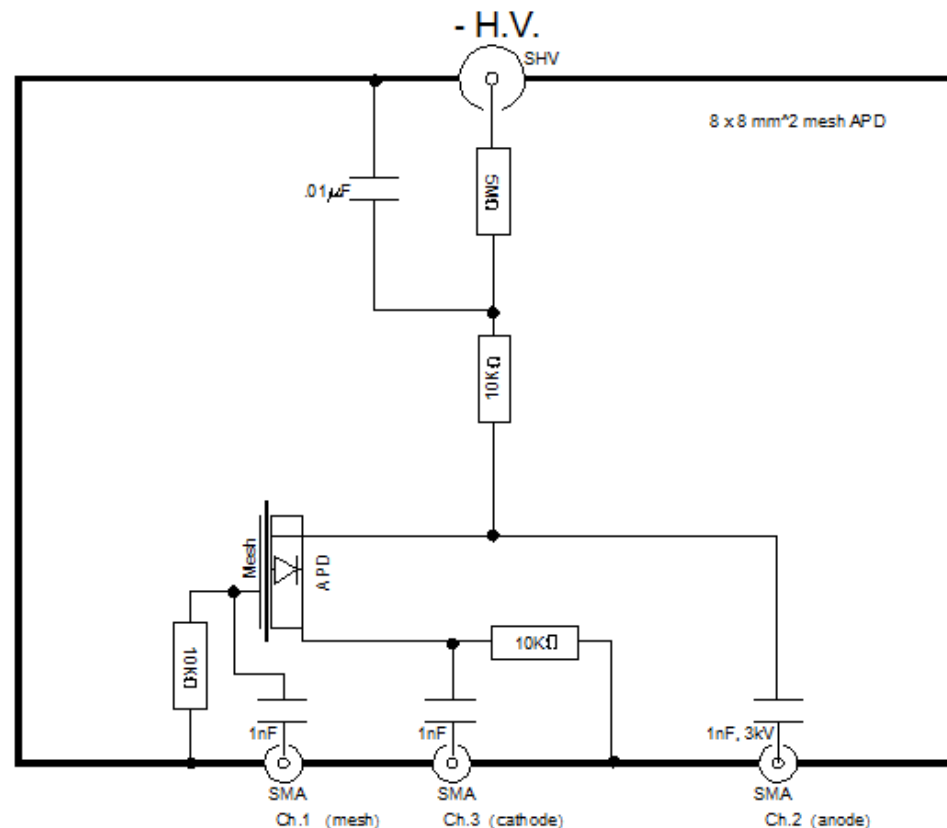 - H.V.
SHV
8 x 8 mm^2 mesh APD
.01µF
5MΩ
10KΩ
Mesh
APD
10KΩ
10KΩ
1nF
1nF
1nF, 3kV
SMA
SMA
SMA
Ch.1 (mesh)
Ch.3 (cathode)
Ch.2 (anode)